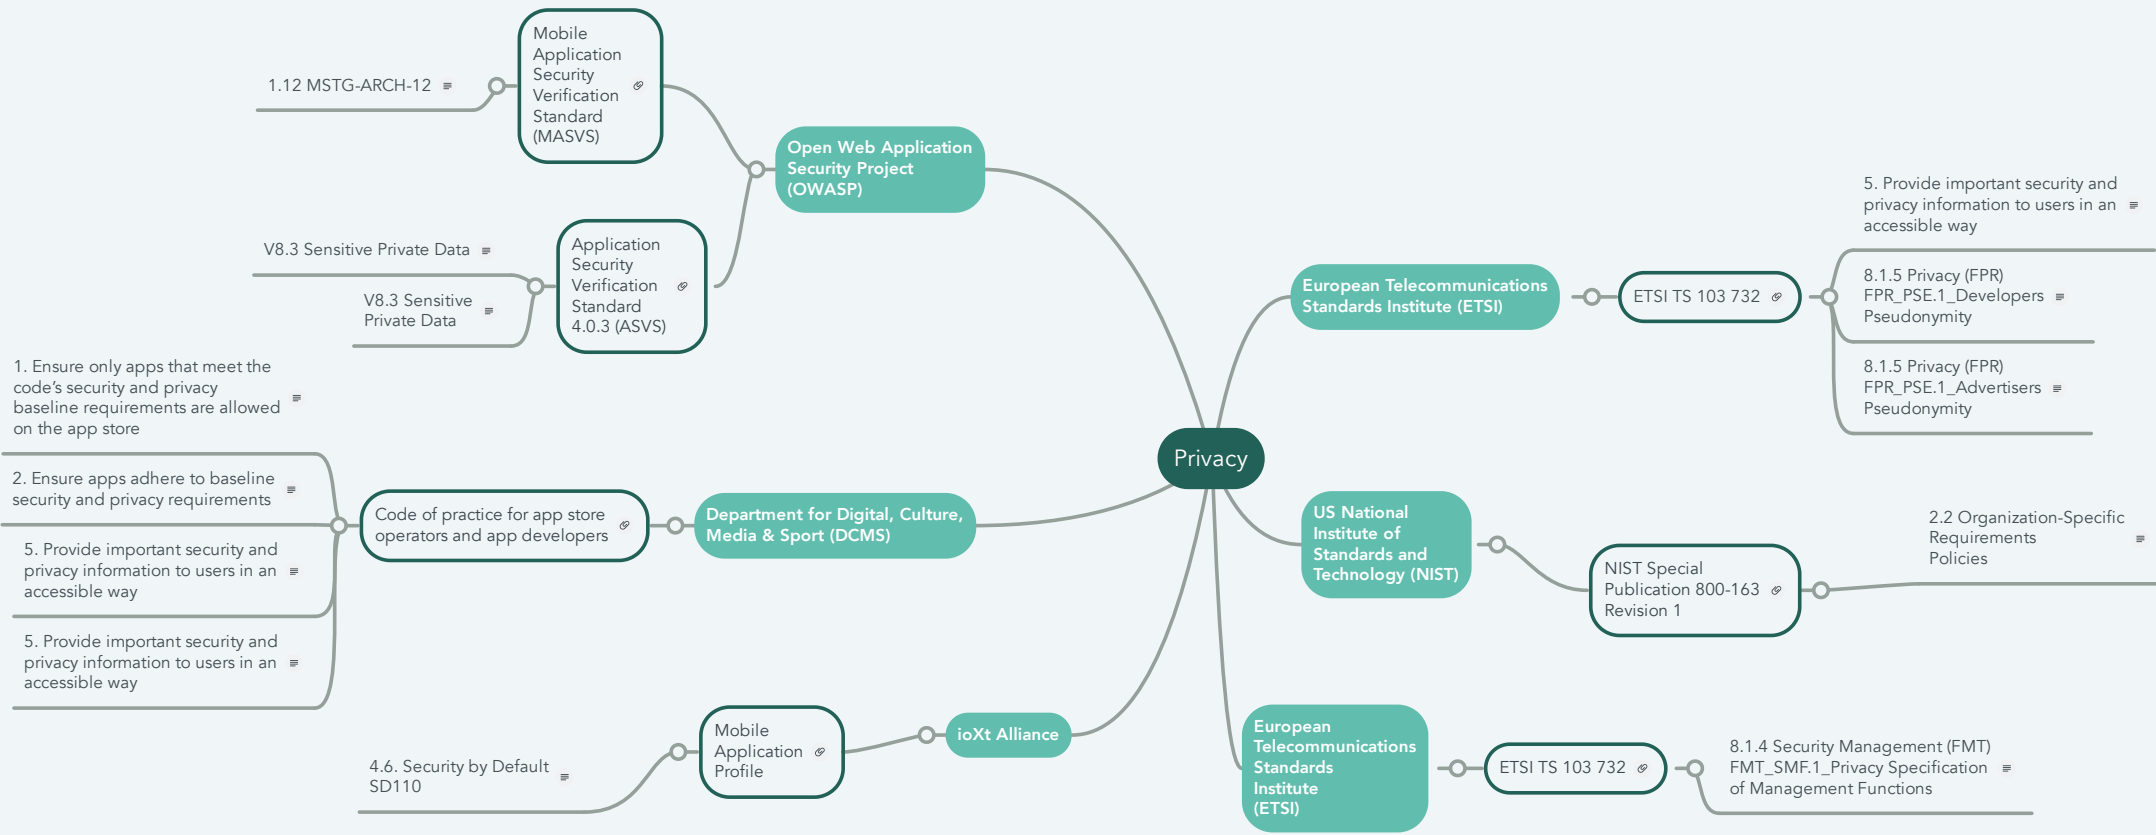 Privacy
Open Web Application
Security Project
(OWASP)
Mobile
Application
Security
Verification
Standard
(MASVS)
1.12 MSTG-ARCH-12
Application
Security
Verification
Standard
4.0.3 (ASVS)
V8.3 Sensitive Private Data
V8.3 Sensitive
Private Data
Department for Digital, Culture,
Media & Sport (DCMS)
Code of practice for app store
operators and app developers
1. Ensure only apps that meet the
code’s security and privacy
baseline requirements are allowed
on the app store
2. Ensure apps adhere to baseline
security and privacy requirements
5. Provide important security and
privacy information to users in an
accessible way
5. Provide important security and
privacy information to users in an
accessible way
ioXt Alliance
Mobile
Application
Profile
4.6. Security by Default
SD110
European Telecommunications
Standards Institute (ETSI)
ETSI TS 103 732
5. Provide important security and
privacy information to users in an
accessible way
8.1.5 Privacy (FPR)
FPR_PSE.1_Developers
Pseudonymity
8.1.5 Privacy (FPR)
FPR_PSE.1_Advertisers
Pseudonymity
US National
Institute of
Standards and
Technology (NIST)
NIST Special
Publication 800-163
Revision 1
2.2 Organization-Specific
Requirements
Policies
European
Telecommunications
Standards
Institute
(ETSI)
ETSI TS 103 732
8.1.4 Security Management (FMT)
FMT_SMF.1_Privacy Specification
of Management Functions